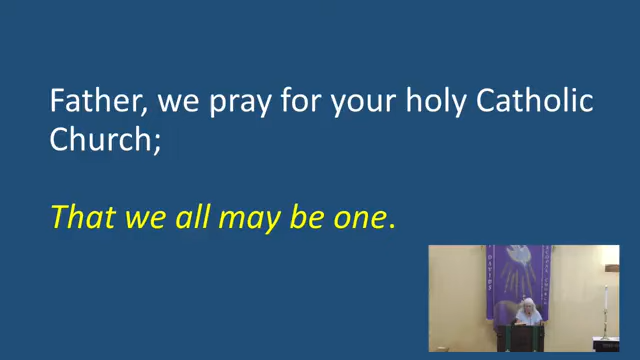 Father, we pray for your holy Catholic
Church;
That we all may be one.